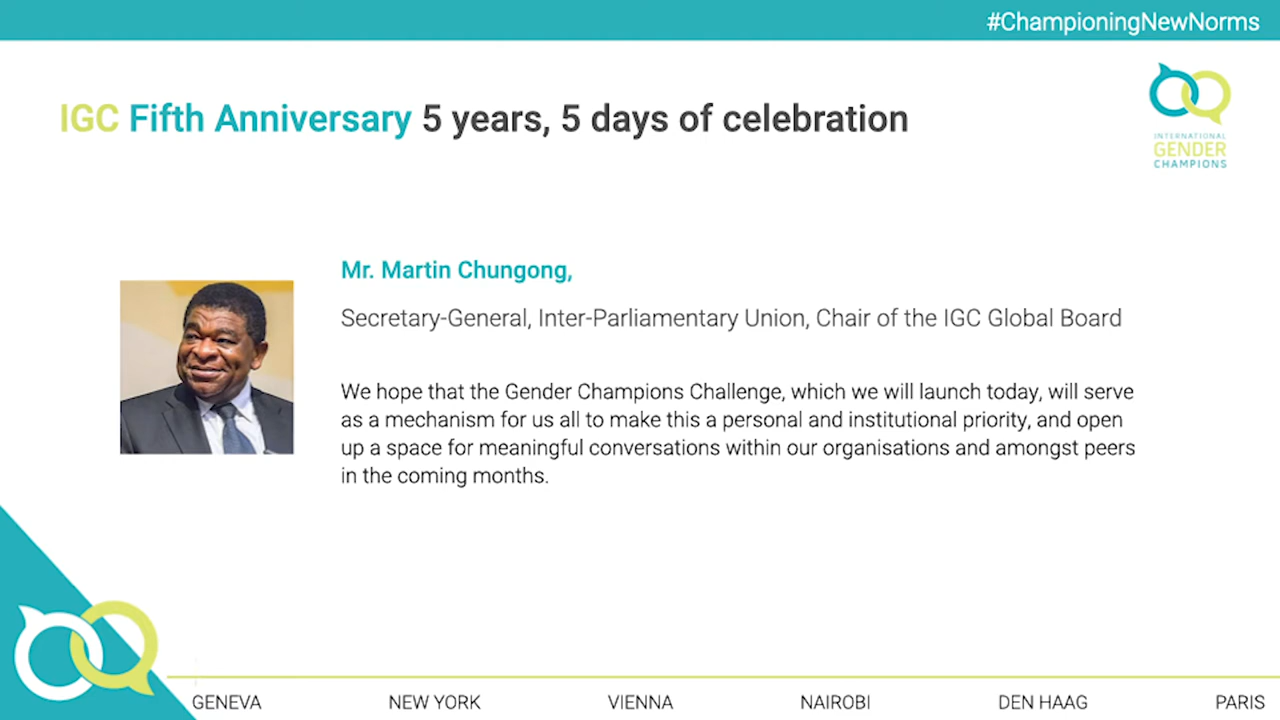 #ChampioningNewNorms
IGC Fifth Anniversary 5 years, 5 days of celebration
INTERNATIONAL
GENDER
CHAMPIONS
Mr. Martin Chungong,
Secretary-General, Inter-Parliamentary Union, Chair of the IGC Global Board
We hope that the Gender Champions Challenge, which we will launch today, will serve
as a mechanism for us all to make this a personal and institutional priority, and open
up a space for meaningful conversations within our organisations and amongst peers
in the coming months.
GENEVA NEW YORK VIENNA NAIROBI DEN HAAG PARIS